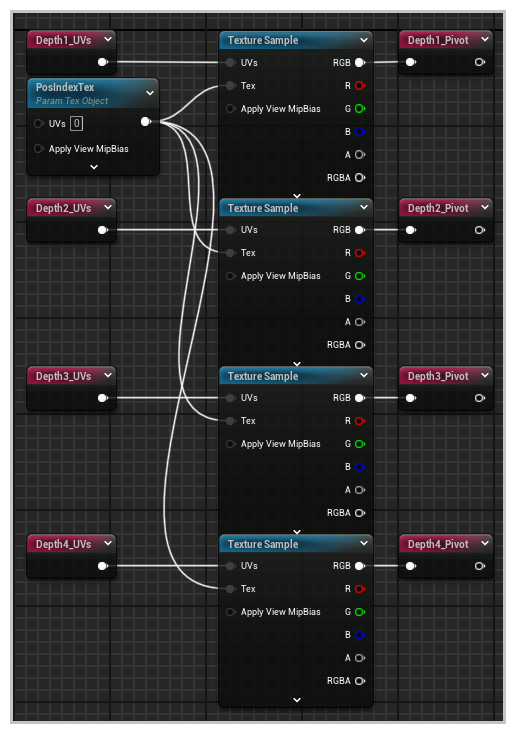 Depth1_UVs
Texture Sample
Depth1_Pivot
UVs
RGB
PosIndexTex
Param Tex Object
Tex
R
Apply View MipBias
G
UVs 0
B
Apply View MipBias
A
RGBA
Depth2_UVs
Texture Sample
Depth2_Pivot
UVs
RGB
Tex
R
Apply View MipBias
G
B
A
RGBA
Depth3_UVs
Texture Sample
Depth3_Pivot
UVs
RGB
Tex
R
Apply View MipBias
G
B
A
RGBA
Depth4_UVs
Texture Sample
Depth4_Pivot
UVs
RGB
Tex
R
Apply View MipBias
G
B
A
RGBA